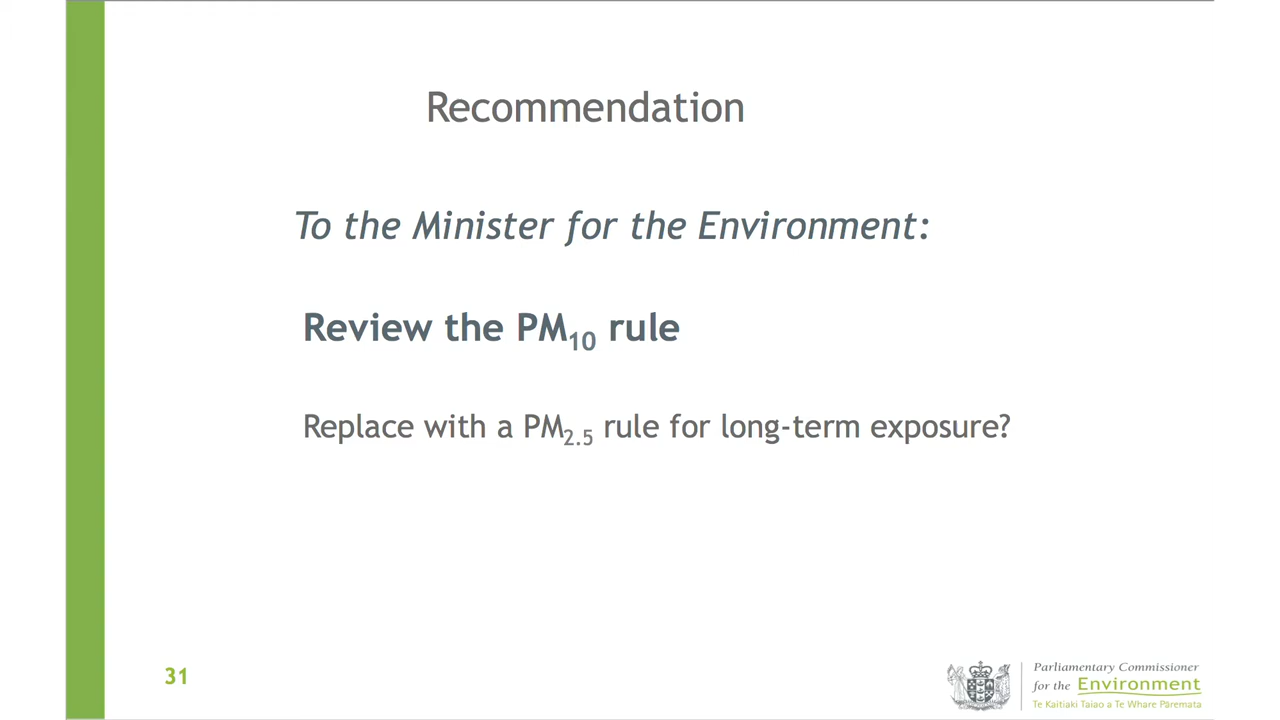 Recommendation
To the Minister for the Environment:
Review the PM₁₀ rule
Replace with a PM₂.₅ rule for long-term exposure?
31
Parliamentary Commissioner
for the Environment
Te Kaitiaki Taiao a Te Whare Pāremata